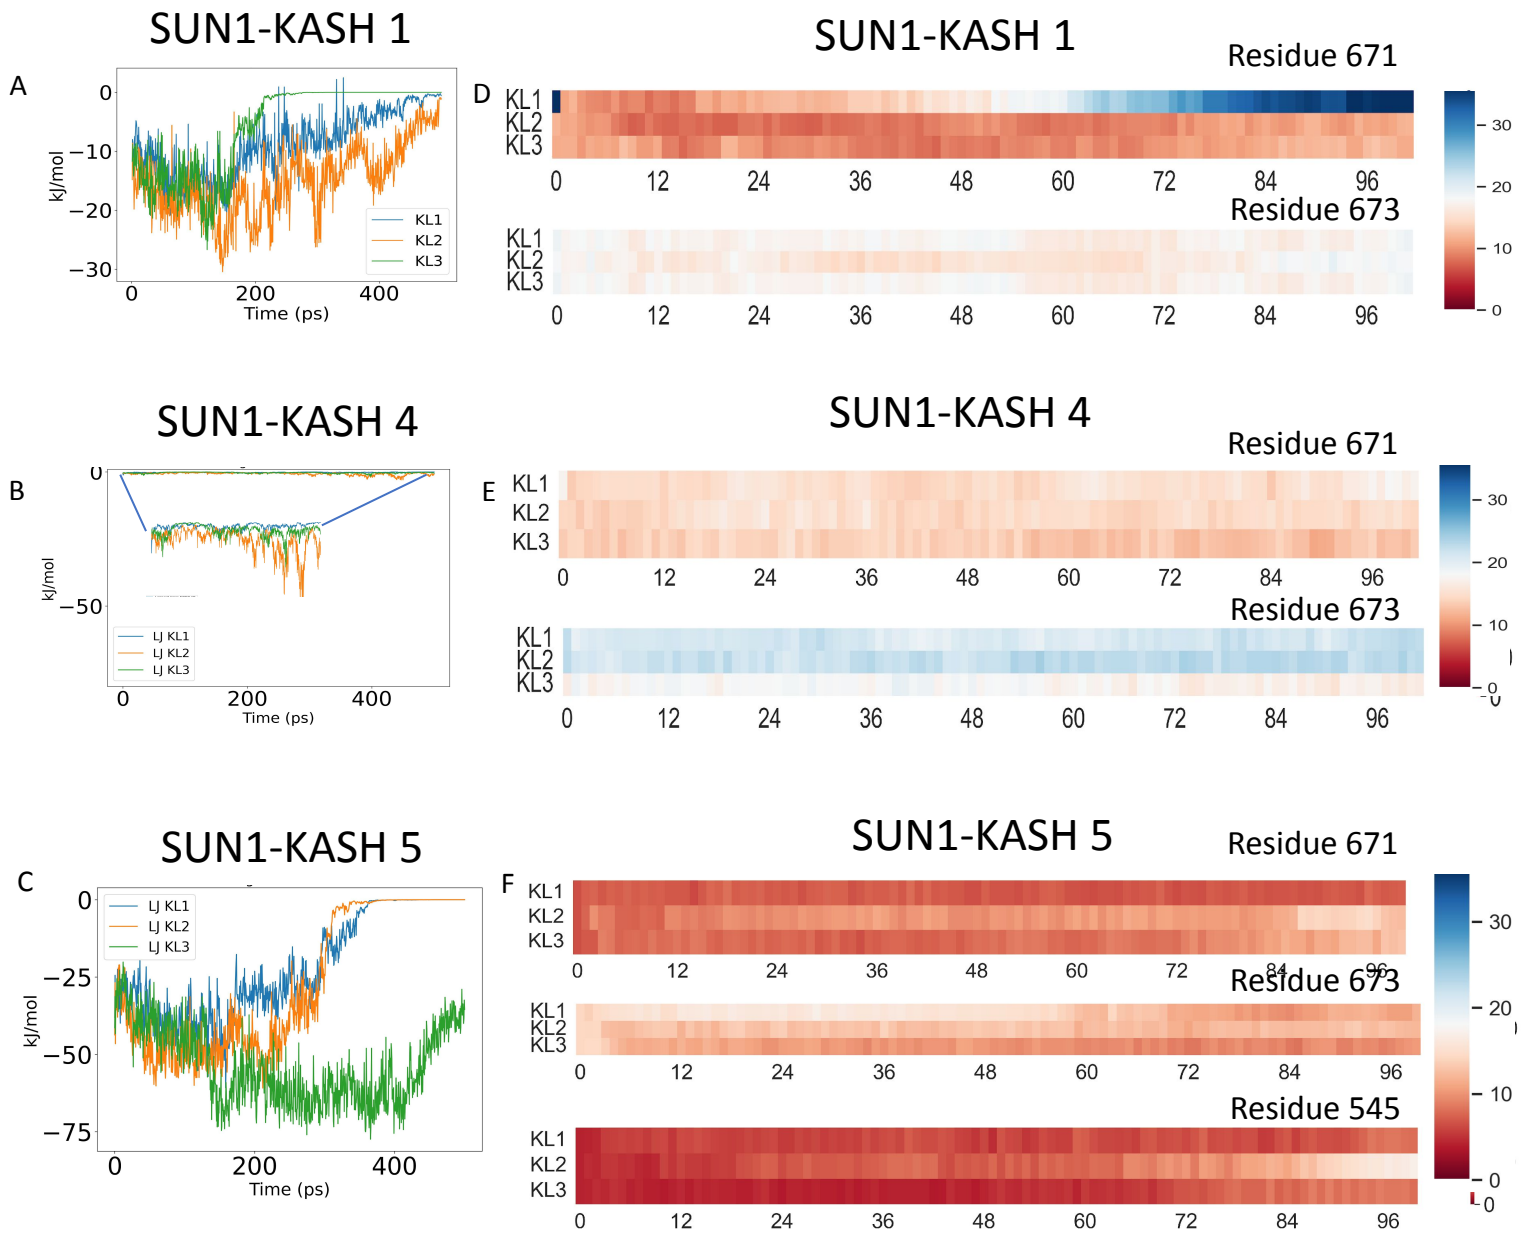 SUN1-KASH 1
A
0
−10
−20
−30
kJ/mol
KL1
KL2
KL3
0 200 400
Time (ps)
SUN1-KASH 1
Residue 671
D
KL1
KL2
KL3
0 12 24 36 48 60 72 84 96
Residue 673
KL1
KL2
KL3
0 12 24 36 48 60 72 84 96
30
20
10
0
SUN1-KASH 4
B
0
−50
kJ/mol
LJ KL1
LJ KL2
LJ KL3
0 200 400
Time (ps)
SUN1-KASH 4
Residue 671
E
KL1
KL2
KL3
0 12 24 36 48 60 72 84 96
Residue 673
KL1
KL2
KL3
0 12 24 36 48 60 72 84 96
30
20
10
0
SUN1-KASH 5
C
0
−25
−50
−75
kJ/mol
LJ KL1
LJ KL2
LJ KL3
0 200 400
Time (ps)
SUN1-KASH 5
Residue 671
F
KL1
KL2
KL3
0 12 24 36 48 60 72 84 96
Residue 673
KL1
KL2
KL3
0 12 24 36 48 60 72 84 96
Residue 545
KL1
KL2
KL3
0 12 24 36 48 60 72 84 96
30
20
10
0
0